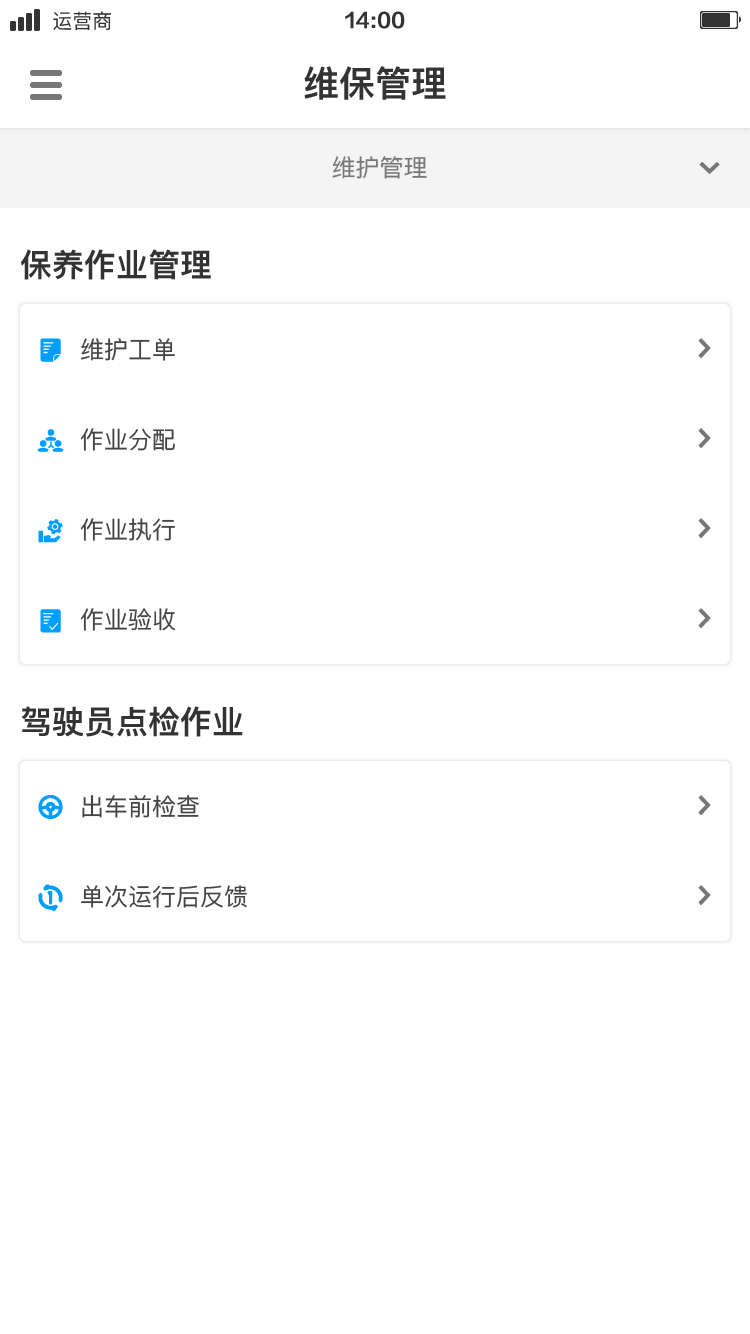 运营商
14:00
维保管理
维护管理
保养作业管理
维护工单
作业分配
作业执行
作业验收
驾驶员点检作业
出车前检查
单次运行后反馈